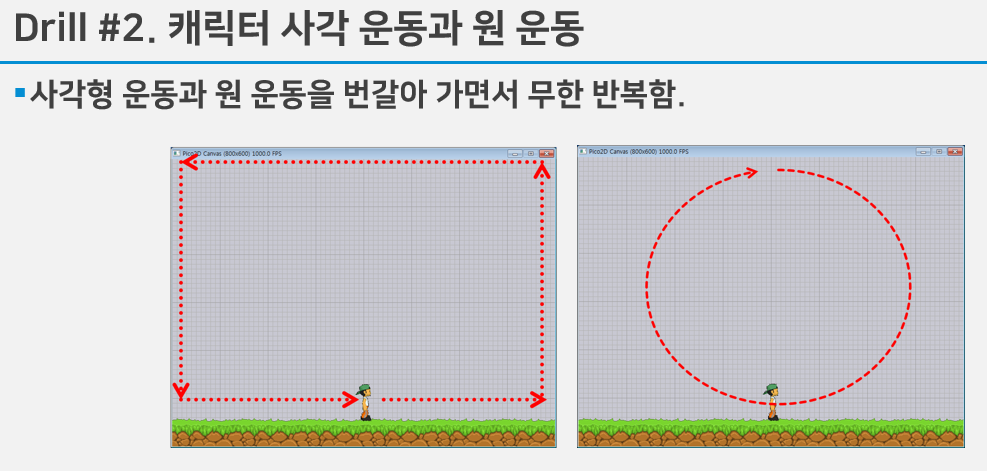 Drill #2. 캐릭터 사각 운동과 원 운동
사각형 운동과 원 운동을 번갈아 가면서 무한 반복함.
Pico2D Canvas (800x600) 1000.0 FPS
Pico2D Canvas (800x600) 1000.0 FPS